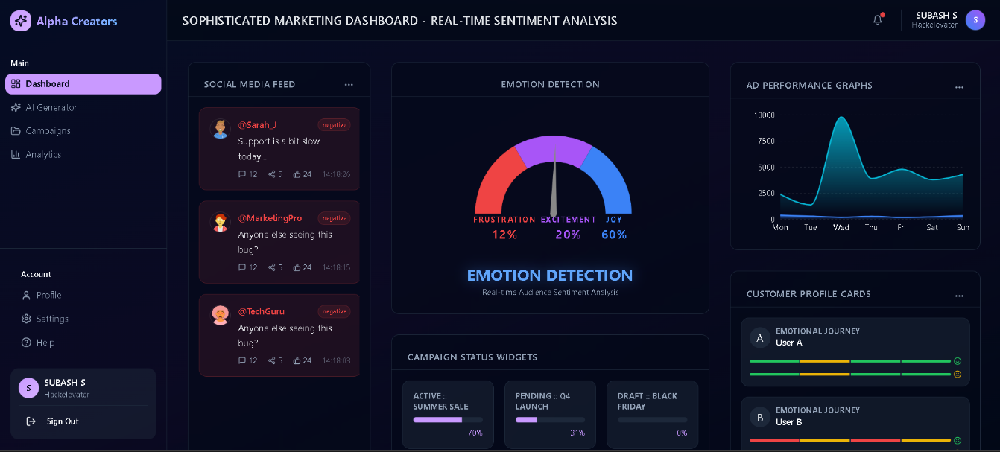 Alpha Creators
Main
Dashboard
AI Generator
Campaigns
Analytics
Account
Profile
Settings
Help
S
SUBASH S
Hackelevater
Sign Out
SOPHISTICATED MARKETING DASHBOARD - REAL-TIME SENTIMENT ANALYSIS
SUBASH S
Hackelevater
S
SOCIAL MEDIA FEED
@Sarah_J negative
Support is a bit slow
today...
12 5 24 14:18:26
@MarketingPro negative
Anyone else seeing this
bug?
12 5 24 14:18:15
@TechGuru negative
Anyone else seeing this
bug?
12 5 24 14:18:03
EMOTION DETECTION
FRUSTRATION EXCITEMENT JOY
12% 20% 60%
EMOTION DETECTION
Real-time Audience Sentiment Analysis
CAMPAIGN STATUS WIDGETS
ACTIVE ::
SUMMER SALE
70%
PENDING :: Q4
LAUNCH
31%
DRAFT :: BLACK
FRIDAY
0%
AD PERFORMANCE GRAPHS
10000
7500
5000
2500
0
Mon Tue Wed Thu Fri Sat Sun
CUSTOMER PROFILE CARDS
A
EMOTIONAL JOURNEY
User A
B
EMOTIONAL JOURNEY
User B